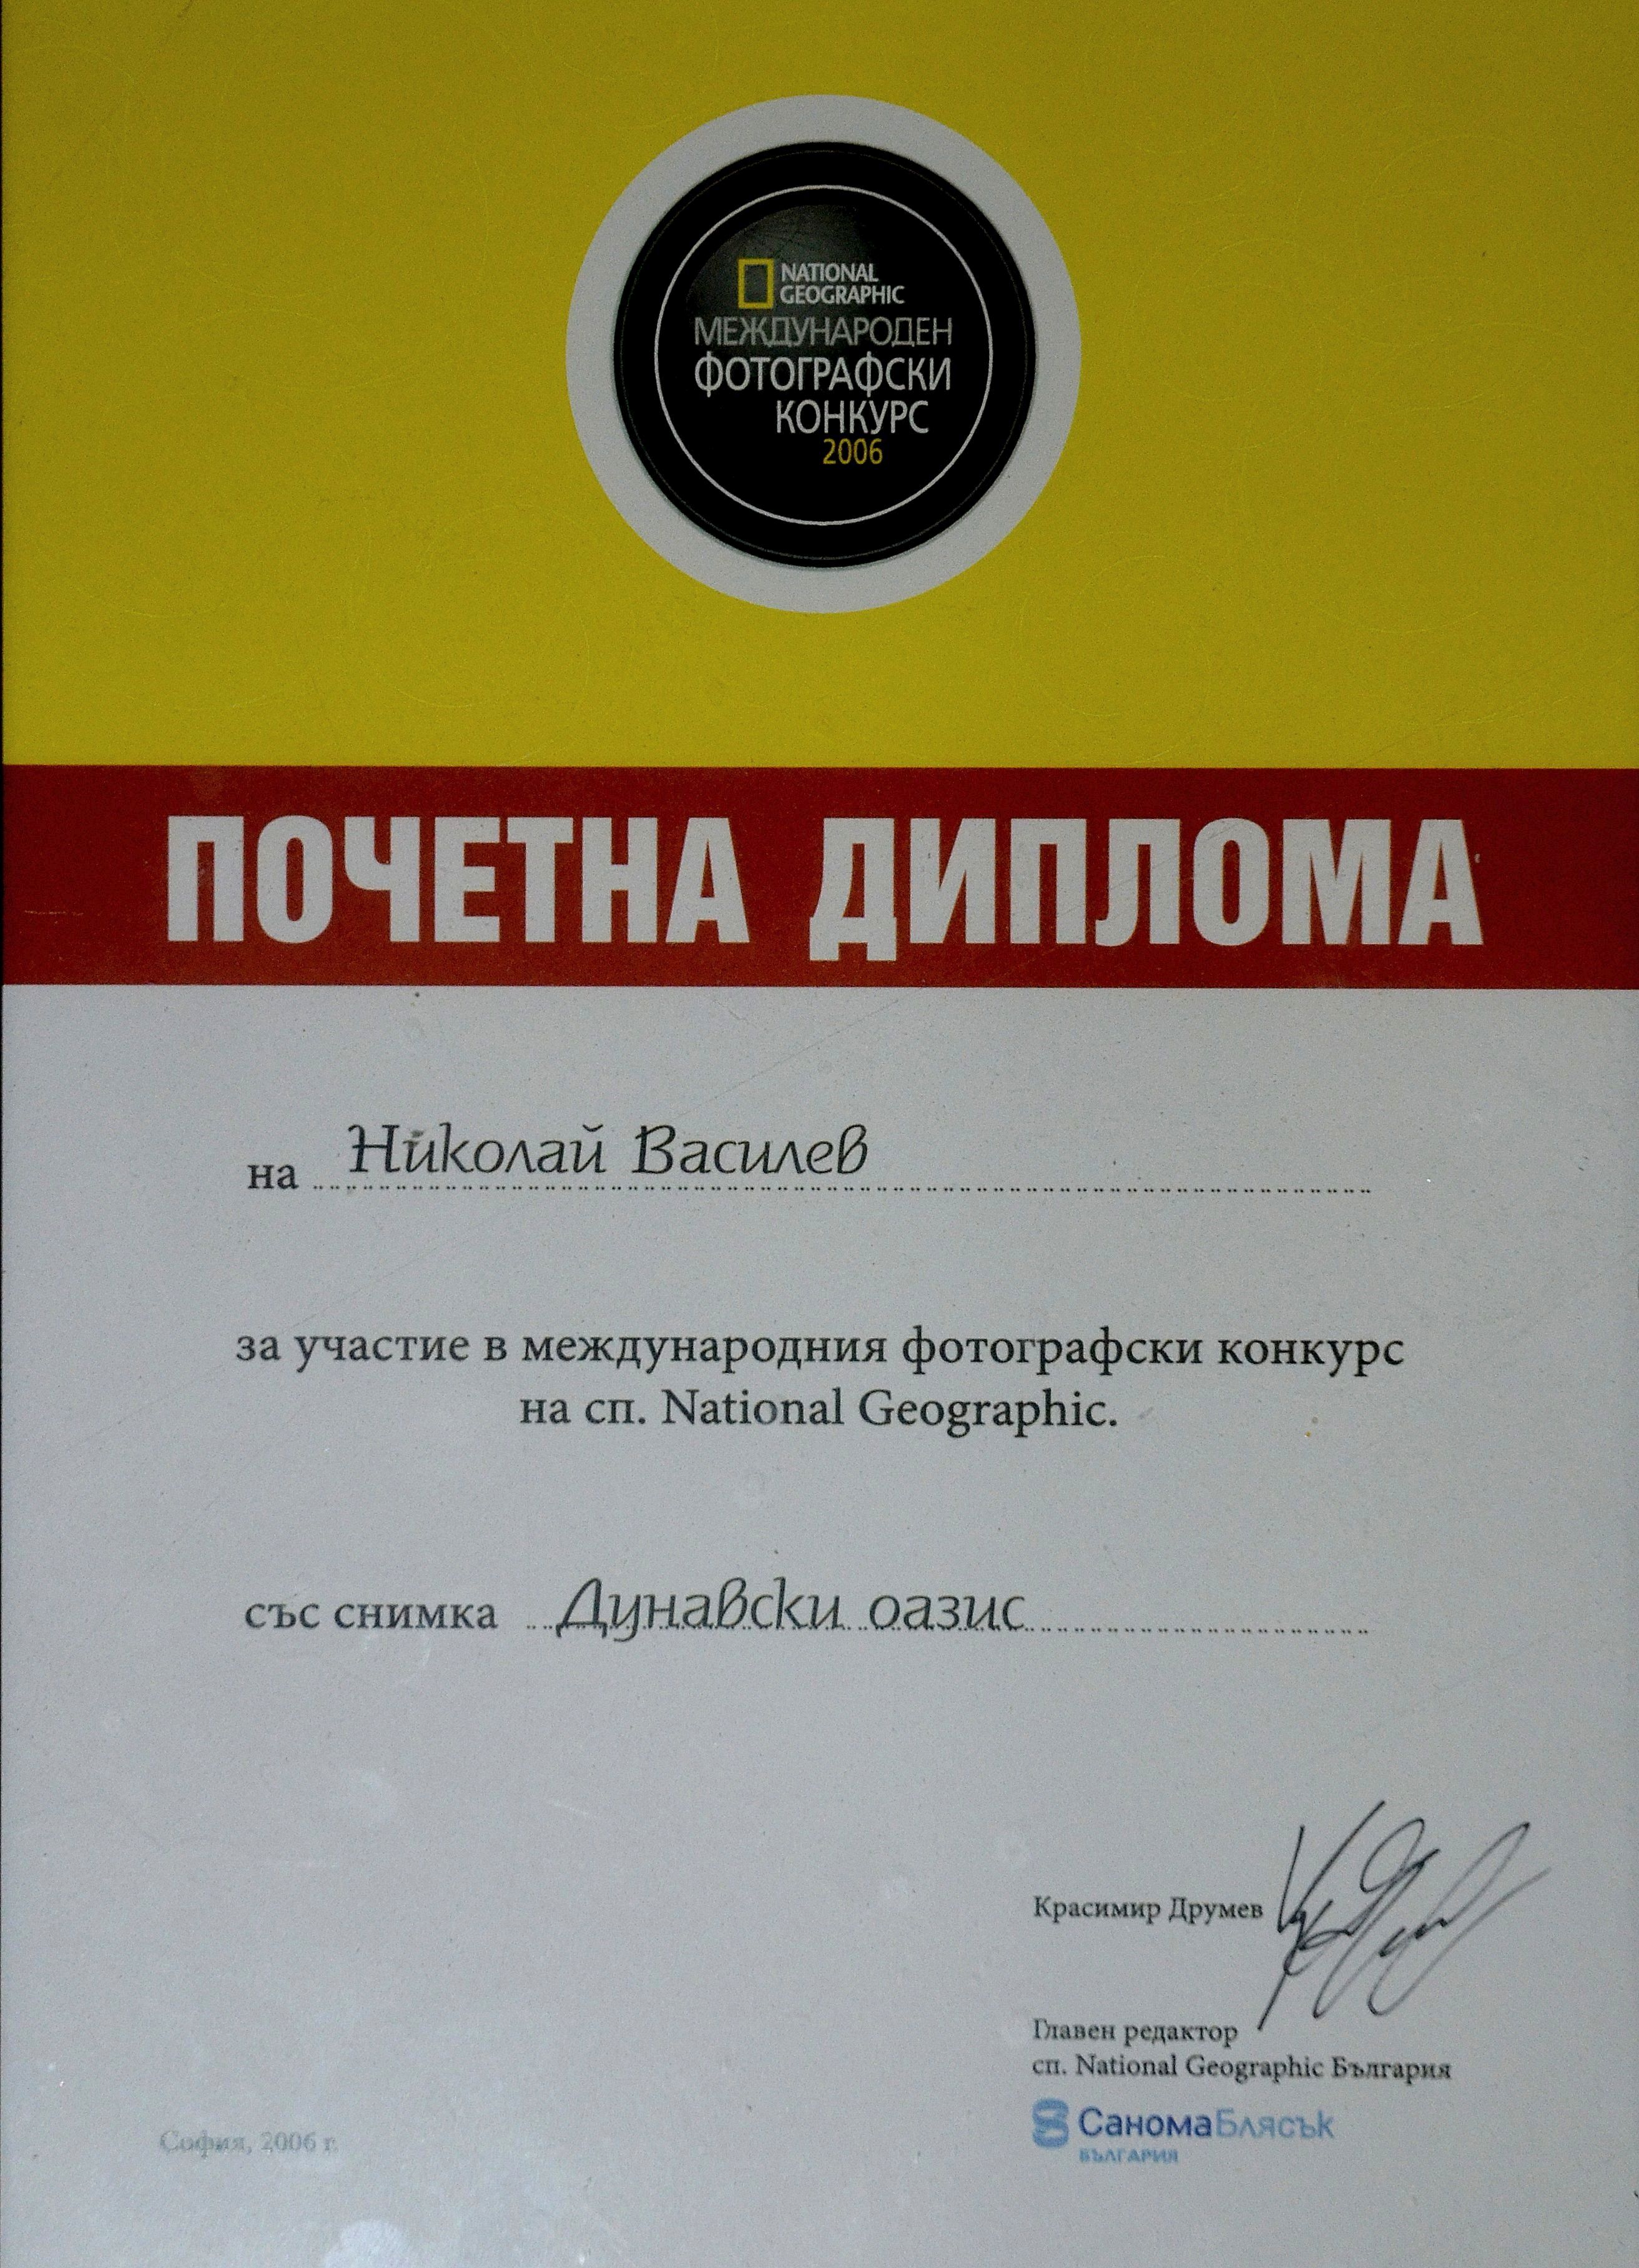 NATIONAL
GEOGRAPHIC
МЕЖДУНАРОДЕН
ФОТОГРАФСКИ
КОНКУРС
2006
ПОЧЕТНА ДИПЛОМА
на Николай Василев
за участие в международния фотографски конкурс
на сп. National Geographic.
със снимка Дунавски оазис
Красимир Друмев
Главен редактор
сп. National Geographic България
СаномаБлясък
БЪЛГАРИЯ
София, 2006 г.